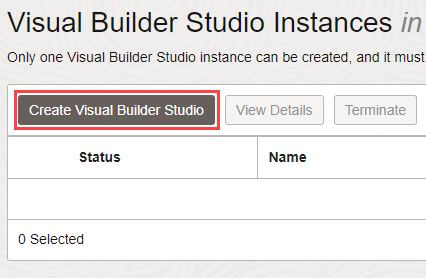 Visual Builder Studio Instances in
Only one Visual Builder Studio instance can be created, and it must
Create Visual Builder Studio View Details Terminate
Status Name
0 Selected